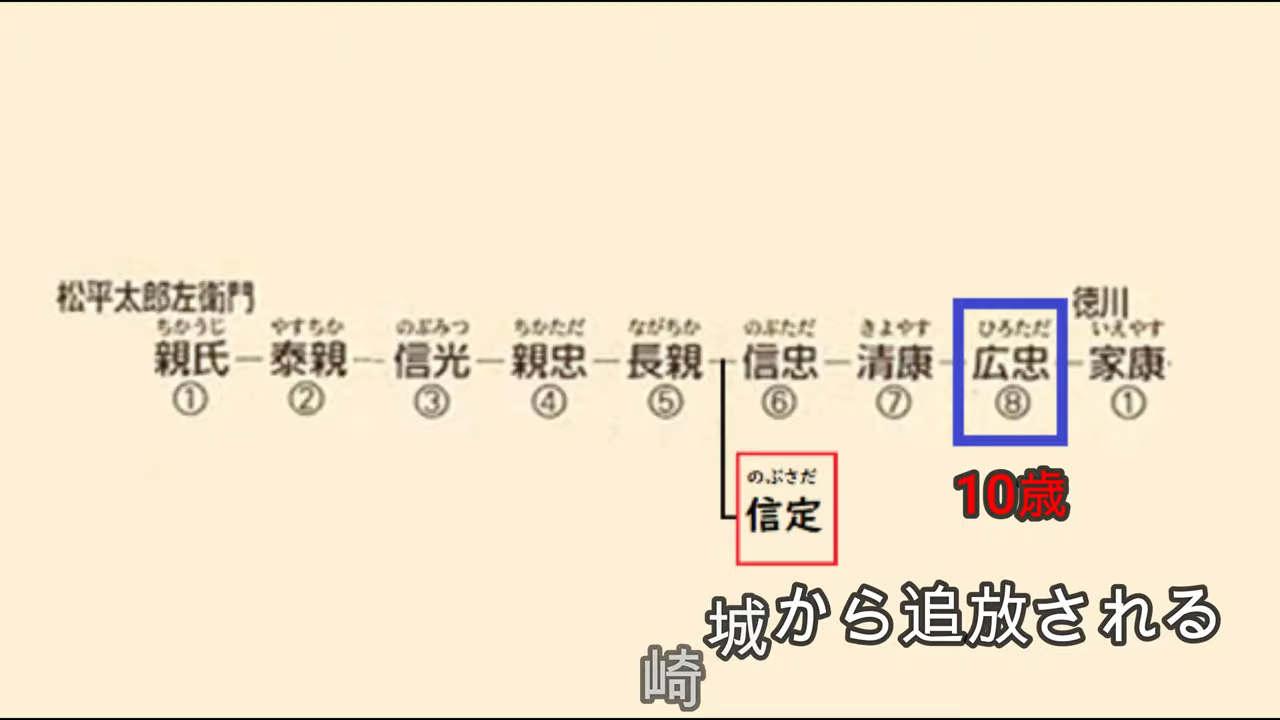 松平太郎左衛門 徳川
ちかうじ やすちか のぶみつ ちかただ ながちか のぶただ きよやす ひろただ いえやす
親氏 泰親 信光 親忠 長親 信忠 清康 広忠 家康
① ② ③ ④ ⑤ ⑥ ⑦ ⑧ ①
のぶさだ
信定
10歳
崎城から追放される